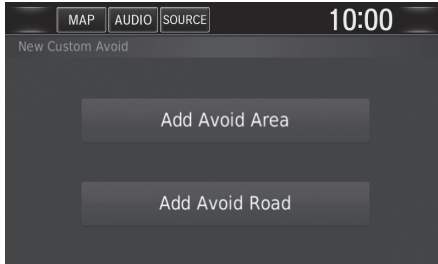 MAP AUDIO SOURCE 10:00
New Custom Avoid
Add Avoid Area
Add Avoid Road